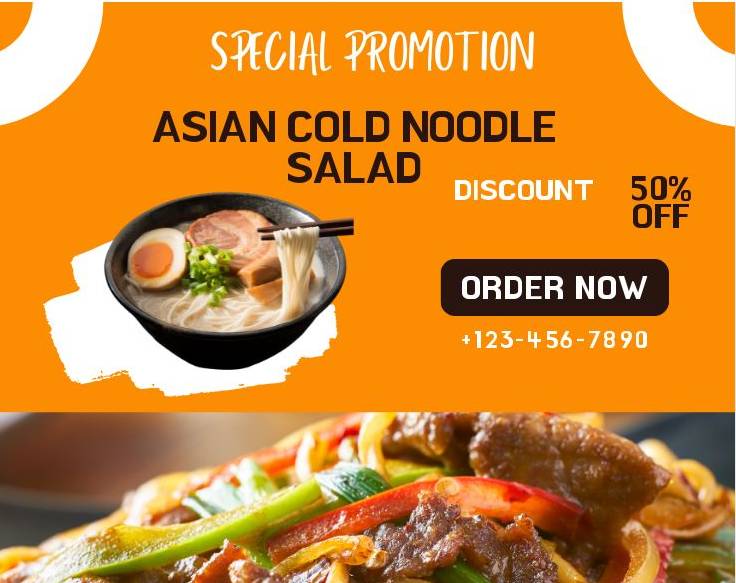 SPECIAL PROMOTION
ASIAN COLD NOODLE
SALAD
DISCOUNT
50%
OFF
ORDER NOW
+123-456-7890